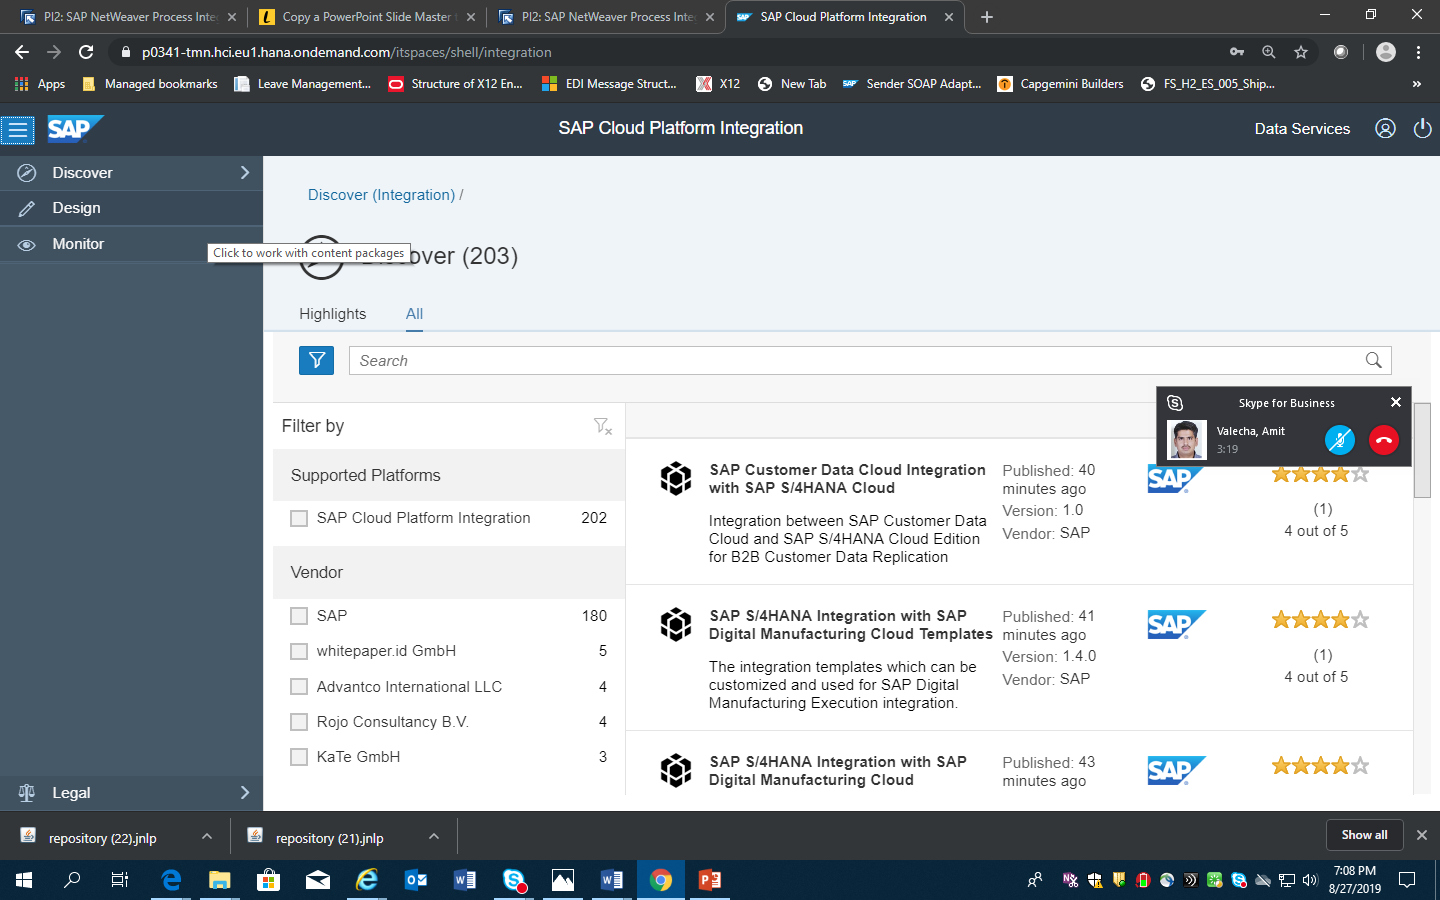 PI2: SAP NetWeaver Process Inte
Copy a PowerPoint Slide Master t
PI2: SAP NetWeaver Process Inte
SAP Cloud Platform Integration
p0341-tmn.hci.eu1.hana.ondemand.com/itspaces/shell/integration
Apps
Managed bookmarks
Leave Management...
Structure of X12 En...
EDI Message Struct...
X12
New Tab
Sender SOAP Adapt...
Capgemini Builders
FS_H2_ES_005_Ship...
SAP
SAP Cloud Platform Integration
Data Services
Discover
Design
Monitor
Legal
Click to work with content packages
Discover (Integration) /
Discover (203)
Highlights
All
Search
Filter by
Supported Platforms
SAP Cloud Platform Integration 202
Vendor
SAP 180
whitepaper.id GmbH 5
Advantco International LLC 4
Rojo Consultancy B.V. 4
KaTe GmbH 3
Skype for Business
Valecha, Amit
3:19
SAP Customer Data Cloud Integration
with SAP S/4HANA Cloud
Integration between SAP Customer Data
Cloud and SAP S/4HANA Cloud Edition
for B2B Customer Data Replication
Published: 40
minutes ago
Version: 1.0
Vendor: SAP
SAP
(1)
4 out of 5
SAP S/4HANA Integration with SAP
Digital Manufacturing Cloud Templates
The integration templates which can be
customized and used for SAP Digital
Manufacturing Execution integration.
Published: 41
minutes ago
Version: 1.4.0
Vendor: SAP
SAP
(1)
4 out of 5
SAP S/4HANA Integration with SAP
Digital Manufacturing Cloud
Published: 43
minutes ago
SAP
repository (22).jnlp
repository (21).jnlp
Show all
7:08 PM
8/27/2019